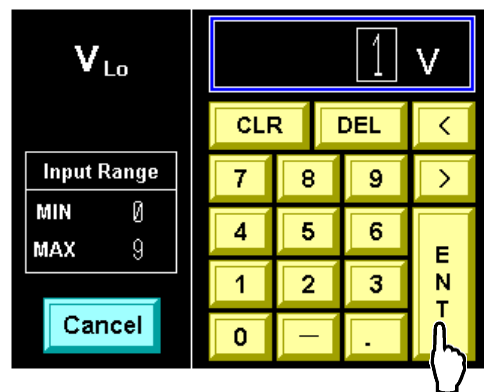 V Lo
1 V
CLR DEL <
Input Range
MIN 0
MAX 9
7 8 9 >
4 5 6
1 2 3
0 — .
ENT
Cancel